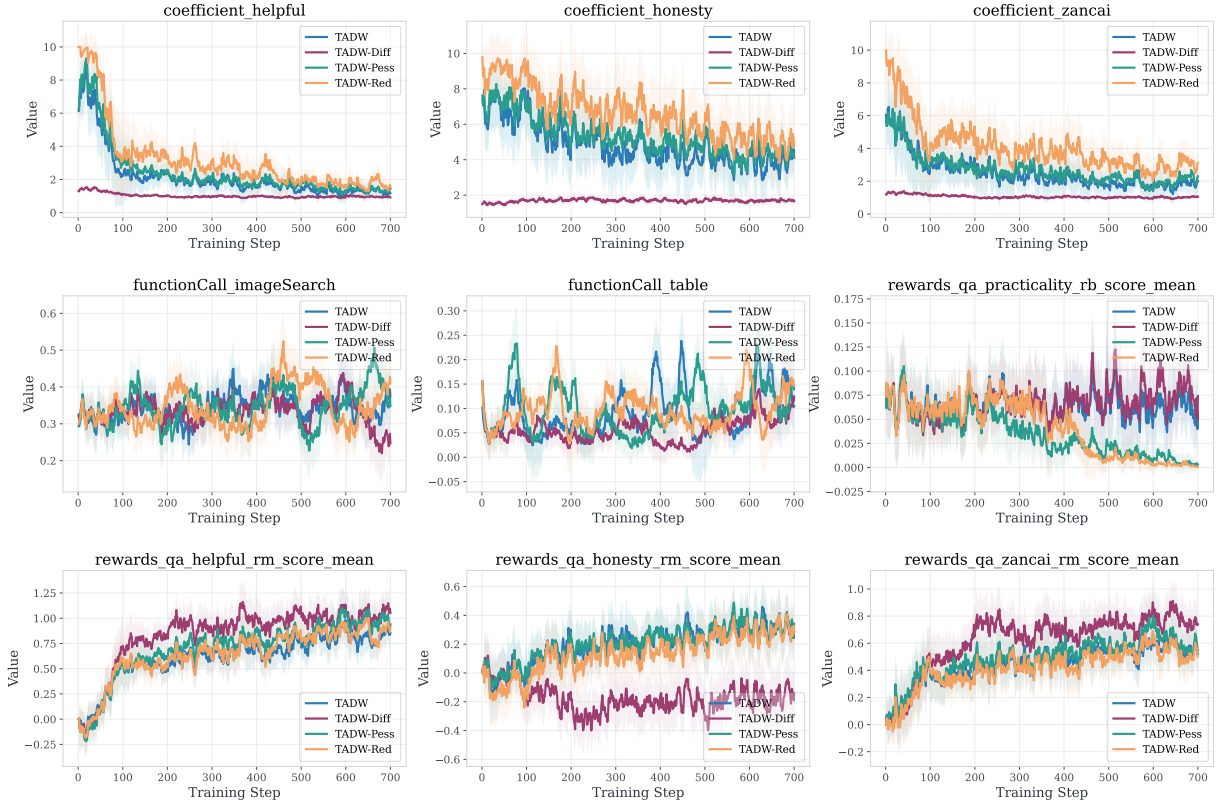 coefficient_helpful
Value
10
8
6
4
2
0
0 100 200 300 400 500 600 700
Training Step
TADW
TADW-Diff
TADW-Pess
TADW-Red
coefficient_honesty
Value
10
8
6
4
2
0 100 200 300 400 500 600 700
Training Step
TADW
TADW-Diff
TADW-Pess
TADW-Red
coefficient_zancai
Value
10
8
6
4
2
0
0 100 200 300 400 500 600 700
Training Step
TADW
TADW-Diff
TADW-Pess
TADW-Red
functionCall_imageSearch
Value
0.6
0.5
0.4
0.3
0.2
0 100 200 300 400 500 600 700
Training Step
TADW
TADW-Diff
TADW-Pess
TADW-Red
functionCall_table
Value
0.30
0.25
0.20
0.15
0.10
0.05
0.00
−0.05
0 100 200 300 400 500 600 700
Training Step
TADW
TADW-Diff
TADW-Pess
TADW-Red
rewards_qa_practicality_rb_score_mean
Value
0.175
0.150
0.125
0.100
0.075
0.050
0.025
0.000
−0.025
0 100 200 300 400 500 600 700
Training Step
TADW
TADW-Diff
TADW-Pess
TADW-Red
rewards_qa_helpful_rm_score_mean
Value
1.25
1.00
0.75
0.50
0.25
0.00
−0.25
0 100 200 300 400 500 600 700
Training Step
TADW
TADW-Diff
TADW-Pess
TADW-Red
rewards_qa_honesty_rm_score_mean
Value
0.6
0.4
0.2
0.0
−0.2
−0.4
−0.6
0 100 200 300 400 500 600 700
Training Step
TADW
TADW-Diff
TADW-Pess
TADW-Red
rewards_qa_zancai_rm_score_mean
Value
1.0
0.8
0.6
0.4
0.2
0.0
−0.2
0 100 200 300 400 500 600 700
Training Step
TADW
TADW-Diff
TADW-Pess
TADW-Red